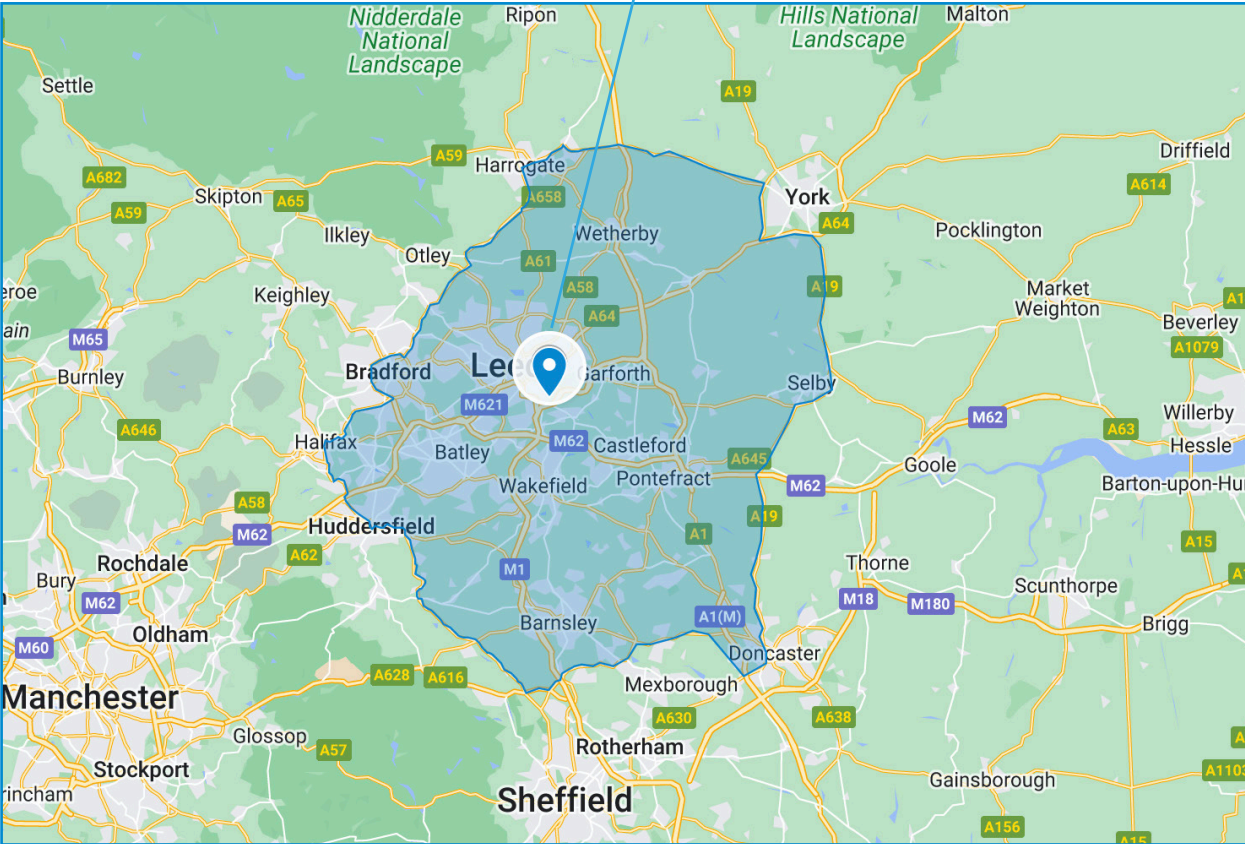 Nidderdale
National
Landscape
Ripon
Hills National
Landscape
Malton
Settle
A19
A59
Harrogate
Driffield
A682
A614
Skipton
A65
A658
York
A59
A64
Ilkley
Wetherby
Pocklington
Otley
A61
A58
A19
Market
Weighton
Keighley
A64
Beverley
M65
A1079
Bradford
Garforth
Burnley
Selby
M621
M62
Willerby
A646
A63
Halifax
M62
Castleford
Hessle
Batley
A645
Goole
Wakefield
Pontefract
M62
A58
A19
Huddersfield
M62
A1
A15
A62
Rochdale
M1
Thorne
Bury
Scunthorpe
M62
M18
M180
Barnsley
A1(M)
Brigg
Oldham
M60
Doncaster
A628
A616
Mexborough
Manchester
A630
A638
Glossop
A57
Rotherham
Stockport
Gainsborough
Sheffield
A156
A15